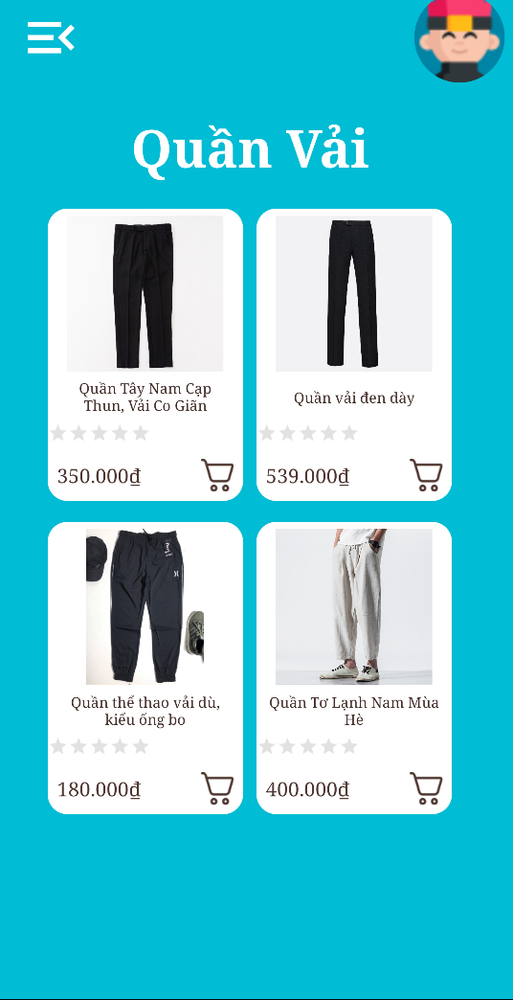 Quần Vải
Quần Tây Nam Cạp
Thun, Vải Co Giãn
350.000₫
Quần vải đen dày
539.000₫
Quần thể thao vải dù,
kiểu ống bo
180.000₫
Quần Tơ Lạnh Nam Mùa
Hè
400.000₫